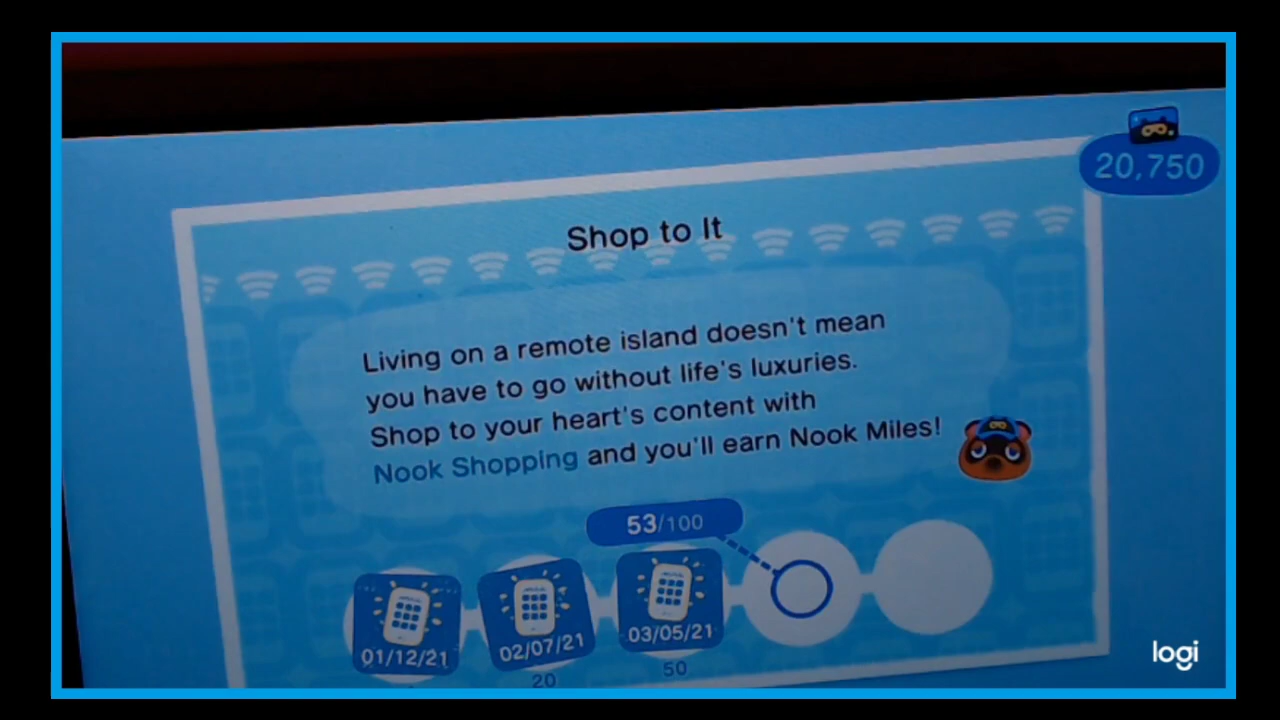 20,750
Shop to It
Living on a remote island doesn't mean
you have to go without life's luxuries.
Shop to your heart's content with
Nook Shopping and you'll earn Nook Miles!
53/100
01/12/21 02/07/21 03/05/21
20 50
logi